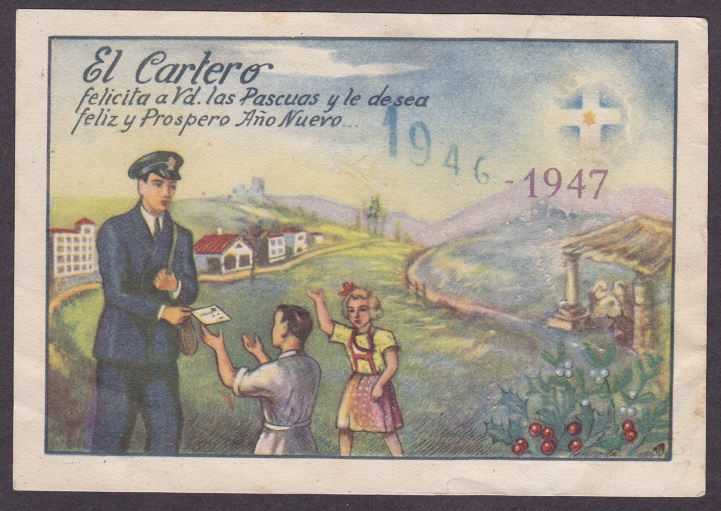 El Cartero
felicita a Vd. las Pascuas y le desea
feliz y Prospero Año Nuevo...
1946
-1947